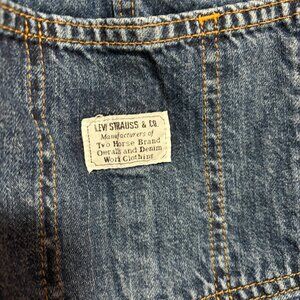 LEVI STRAUSS & CO.
Manufacturers of
Two Horse Brand
Overalls and Denim
Work Clothing